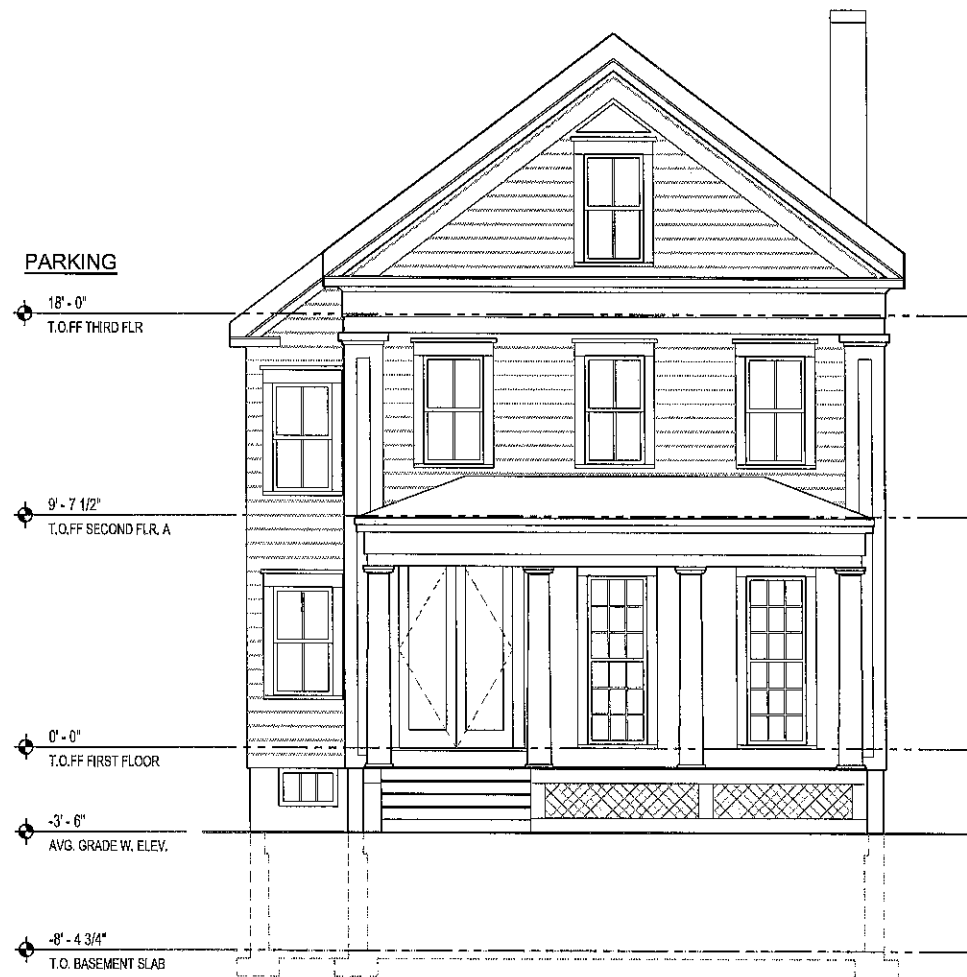 PARKING
18' - 0"
T.O.FF THIRD FLR
9' - 7 1/2"
T.O.FF SECOND FLR. A
0' - 0"
T.O.FF FIRST FLOOR
-3' - 6"
AVG. GRADE W. ELEV.
-8' - 4 3/4"
T.O. BASEMENT SLAB